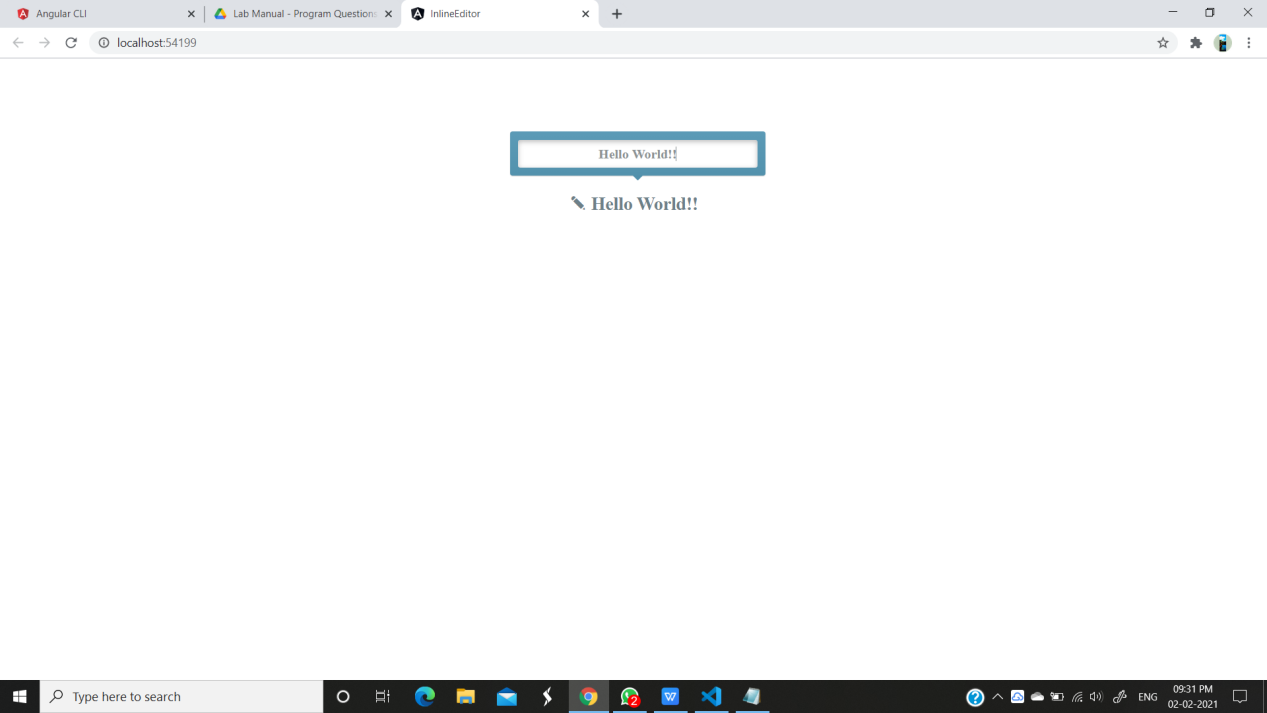 Angular CLI
Lab Manual - Program Questions
InlineEditor
localhost:54199
Hello World!!
Hello World!!
Type here to search
2
W
ENG
09:31 PM
02-02-2021